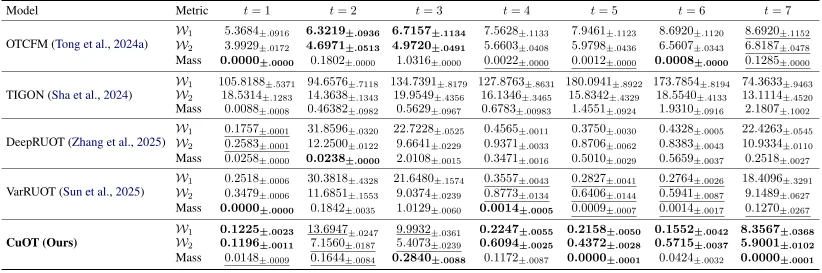 Model Metric t = 1 t = 2 t = 3 t = 4 t = 5 t = 6 t = 7
W1 5.3684±.0916 6.3219±.0936 6.7157±.1134 7.5628±.1133 7.9461±.1123 8.6920±.1120 8.6920±.1152
OTCFM (Tong et al., 2024a) W2 3.9929±.0172 4.6971±.0513 4.9720±.0491 5.6603±.0408 5.9798±.0436 6.5607±.0343 6.8187±.0478
Mass 0.0000±.0000 0.1802±.0000 1.0316±.0000 0.0022±.0000 0.0012±.0000 0.0008±.0000 0.1285±.0000
W1 105.8188±.5371 94.6576±.7118 134.7391±.8179 127.8763±.8631 180.0941±.8922 173.7854±.8194 74.3633±.9463
TIGON (Sha et al., 2024) W2 18.5314±.1283 14.3638±.1343 19.9549±.4356 16.1346±.3465 15.8342±.4329 18.5540±.4133 13.1114±.4520
Mass 0.0088±.0008 0.46382±.0982 0.5629±.0967 0.6783±.00983 1.4551±.0924 1.9310±.0916 2.1807±.1002
W1 0.1757±.0001 31.8596±.0320 22.7228±.0525 0.4565±.0011 0.3750±.0030 0.4328±.0005 22.4263±.0545
DeepRUOT (Zhang et al., 2025) W2 0.2583±.0001 12.2500±.0122 9.6641±.0229 0.9371±.0033 0.8706±.0062 0.8383±.0043 10.9334±.0110
Mass 0.0258±.0000 0.0238±.0000 2.0108±.0015 0.3471±.0016 0.5010±.0029 0.5659±.0037 0.2518±.0027
W1 0.2518±.0006 30.3818±.4328 21.6480±.1574 0.3557±.0043 0.2827±.0041 0.2764±.0026 18.4096±.3291
VarRUOT (Sun et al., 2025) W2 0.3479±.0006 11.6851±.1553 9.0374±.0239 0.8773±.0134 0.6406±.0144 0.5941±.0087 9.1489±.0627
Mass 0.0000±.0000 0.1842±.0035 1.0129±.0060 0.0014±.0005 0.0009±.0007 0.0014±.0017 0.1270±.0267
W1 0.1225±.0023 13.6947±.0247 9.9932±.0361 0.2247±.0055 0.2158±.0050 0.1552±.0042 8.3567±.0368
CuOT (Ours) W2 0.1196±.0011 7.1560±.0187 5.4073±.0239 0.6094±.0025 0.4372±.0028 0.5715±.0037 5.9001±.0102
Mass 0.0148±.0009 0.1644±.0084 0.2840±.0088 0.1172±.0087 0.0000±.0001 0.0424±.0032 0.0000±.0001